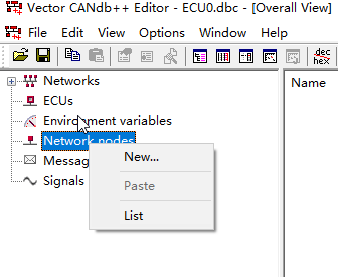 Vector CANdb++ Editor - ECU0.dbc - [Overall View]
File Edit View Options Window Help
dec
hex
Networks
ECUs
Environment variables
Network nodes
Messag
Signals
New...
Paste
List
Name